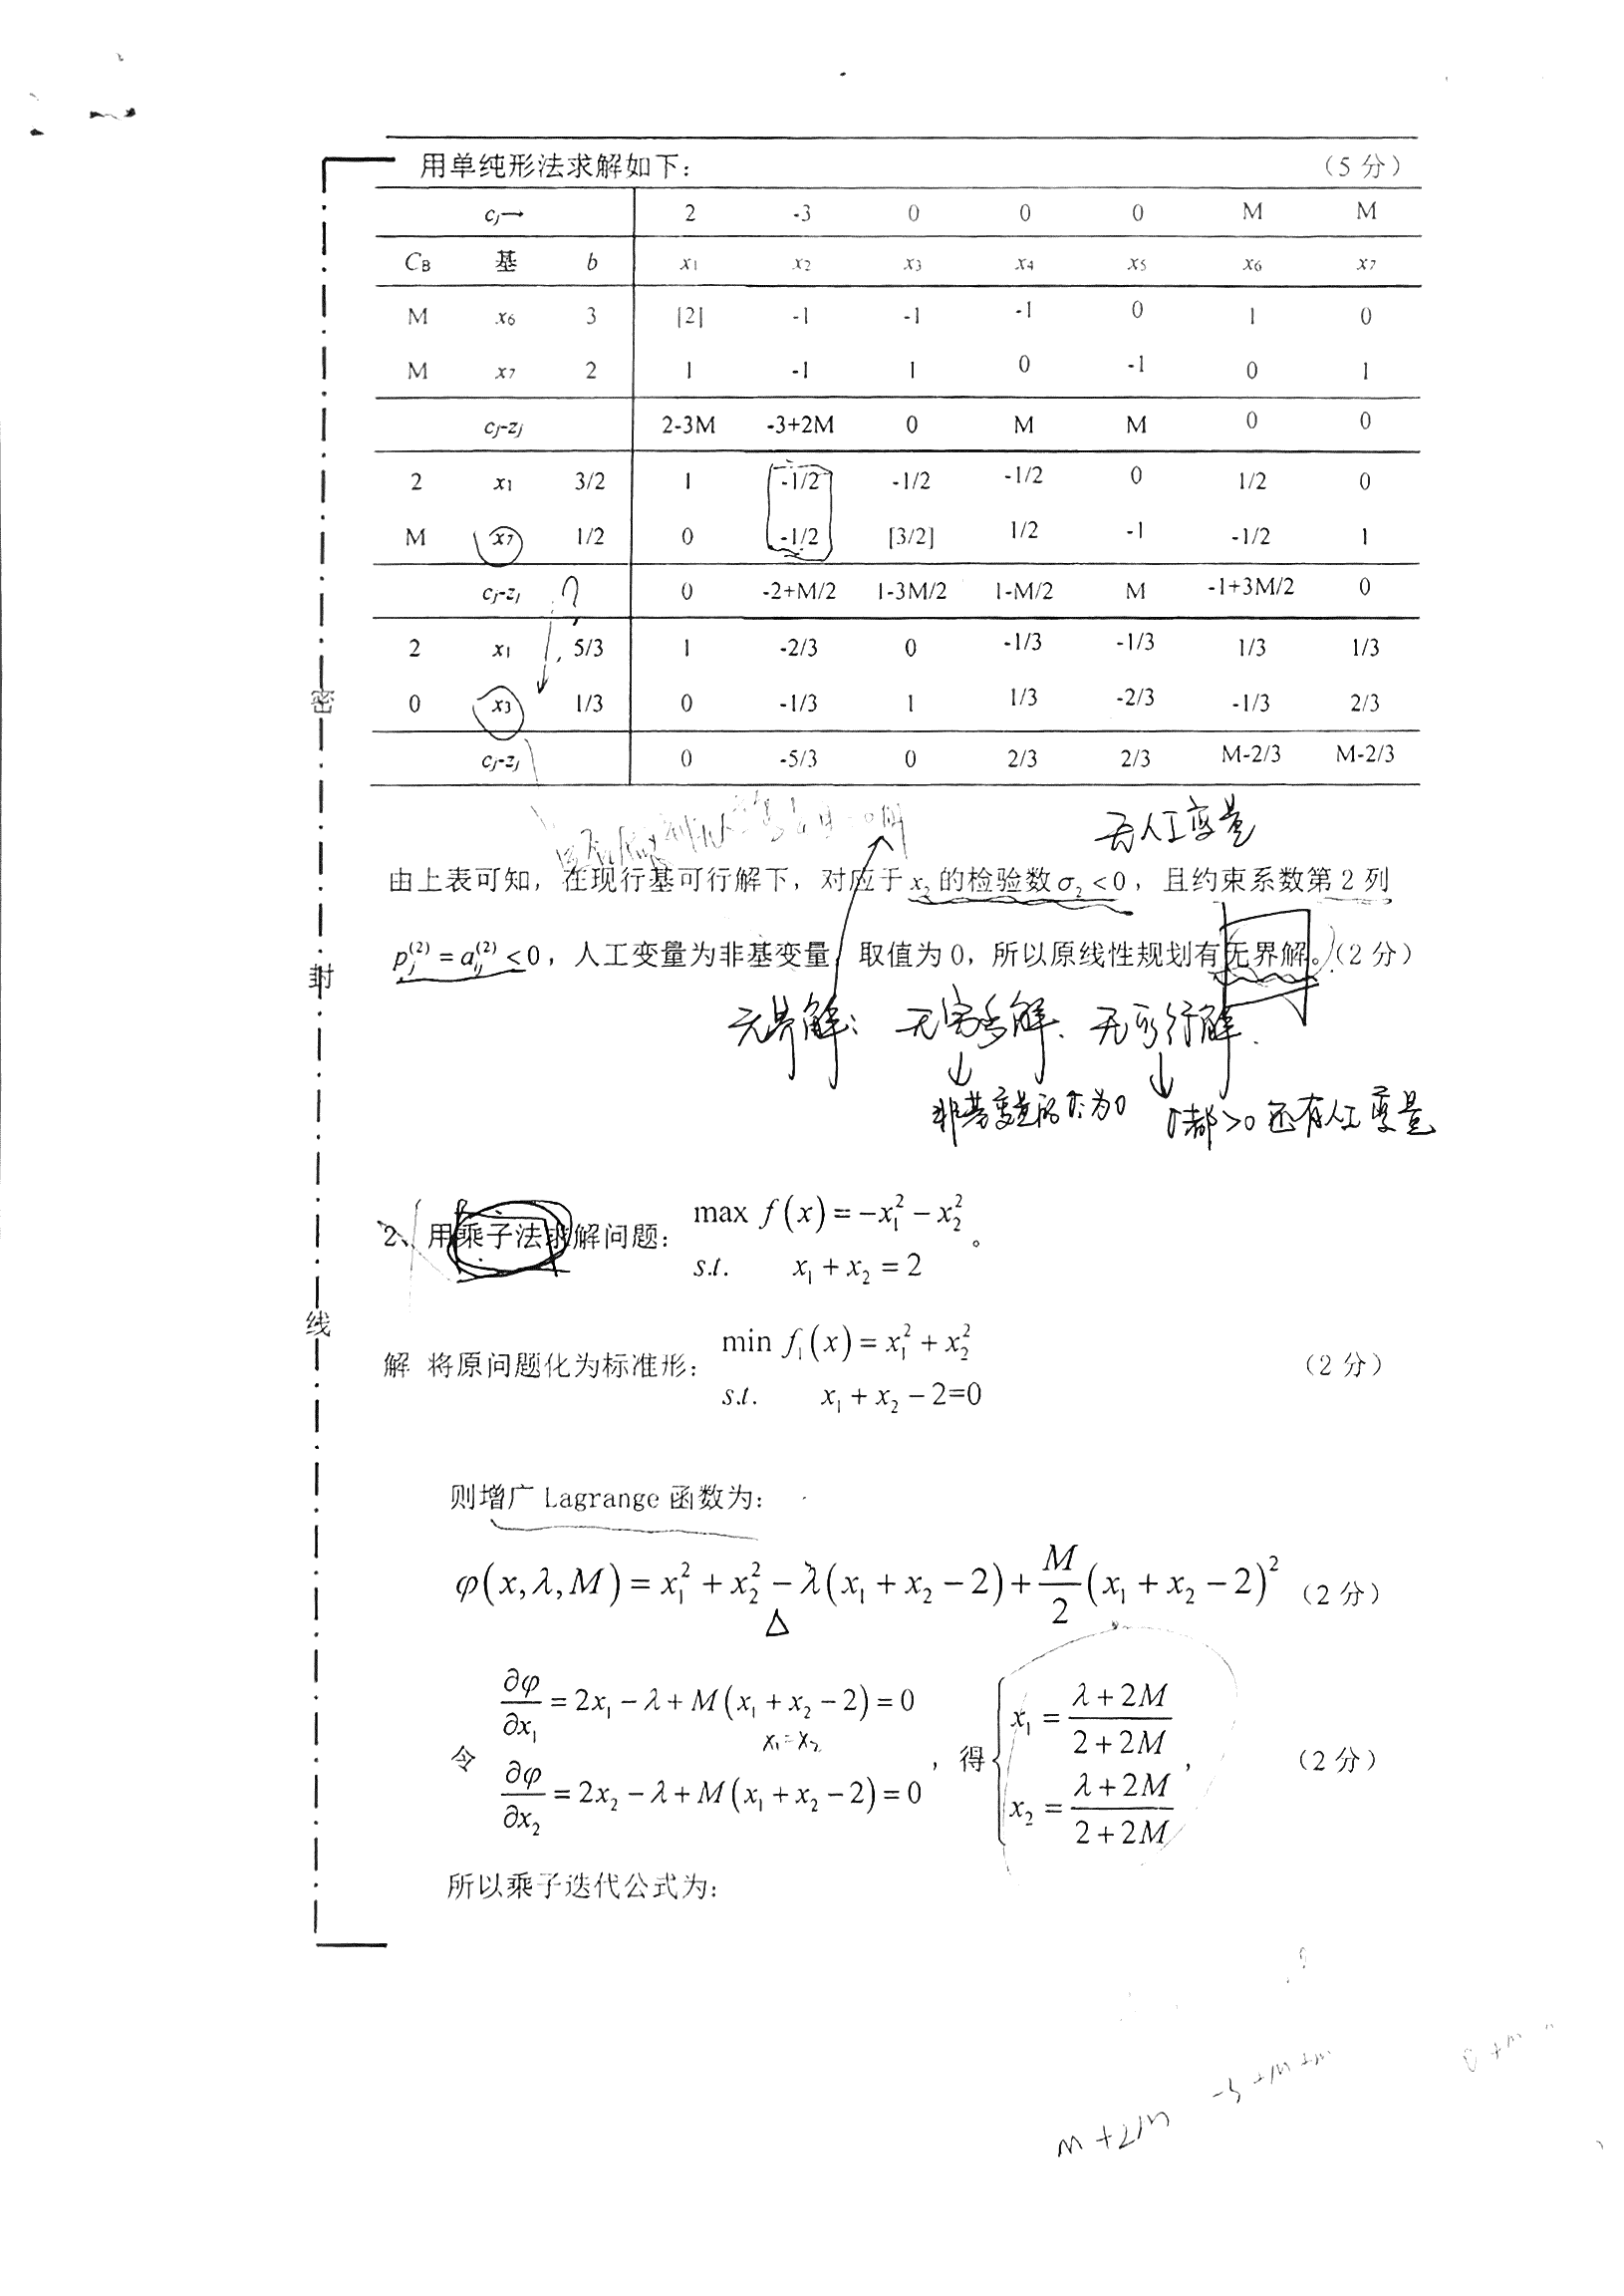 用单纯形法求解如下： （5 分）
cj→ 2 -3 0 0 0 M M
CB 基 b x1 x2 x3 x4 x5 x6 x7
M x6 3 [2] -1 -1 -1 0 1 0
M x7 2 1 -1 1 0 -1 0 1
cj-zj 2-3M -3+2M 0 M M 0 0
2 x1 3/2 1 -1/2 -1/2 -1/2 0 1/2 0
M x7 1/2 0 -1/2 [3/2] 1/2 -1 -1/2 1
cj-zj ? 0 -2+M/2 1-3M/2 1-M/2 M -1+3M/2 0
2 x1 5/3 1 -2/3 0 -1/3 -1/3 1/3 1/3
0 x3 1/3 0 -1/3 1 1/3 -2/3 -1/3 2/3
cj-zj 0 -5/3 0 2/3 2/3 M-2/3 M-2/3
无人工变量
由上表可知，在现行基可行解下，对应于 x₂ 的检验数 σ₂<0，且约束系数第 2 列
pⱼ⁽²⁾ = aᵢⱼ⁽²⁾ <0，人工变量为非基变量，取值为 0，所以原线性规划有无界解。（2 分）
无界解： 无穷多解、无可行解.
↓ ↓
非基变量的σ为0 σ都>0 还有人工变量
2、用乘子法求解问题： max f(x)=−x₁²−x₂² 。
s.t. x₁+x₂=2
解 将原问题化为标准形： min f₁(x)=x₁²+x₂² （2 分）
s.t. x₁+x₂−2=0
则增广 Lagrange 函数为：
φ(x,λ,M)=x₁²+x₂²−λ(x₁+x₂−2)+M/2(x₁+x₂−2)² （2 分）
Δ
令 ∂φ/∂x₁=2x₁−λ+M(x₁+x₂−2)=0 ，得 x₁=(λ+2M)/(2+2M) ， （2 分）
x₁=x₂
∂φ/∂x₂=2x₂−λ+M(x₁+x₂−2)=0 x₂=(λ+2M)/(2+2M)
所以乘子迭代公式为：
密
封
线